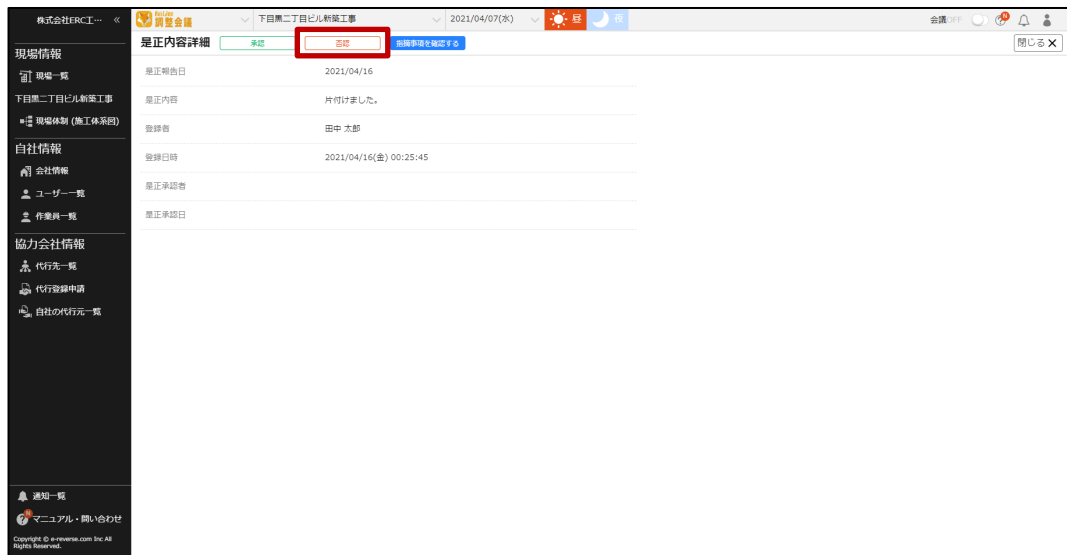 株式会社ERC工… «
Buildee
調整会議
下目黒二丁目ビル新築工事
2021/04/07(水)
昼
夜
会議OFF
現場情報
現場一覧
下目黒二丁目ビル新築工事
現場体制 (施工体系図)
自社情報
会社情報
ユーザー一覧
作業員一覧
協力会社情報
代行先一覧
代行登録申請
自社の代行元一覧
通知一覧
マニュアル・問い合わせ
Copyright © e-reverse.com Inc All
Rights Reserved.
是正内容詳細
承認
否認
指摘事項を確認する
閉じる X
是正報告日 2021/04/16
是正内容 片付けました。
登録者 田中 太郎
登録日時 2021/04/16(金) 00:25:45
是正承認者
是正承認日